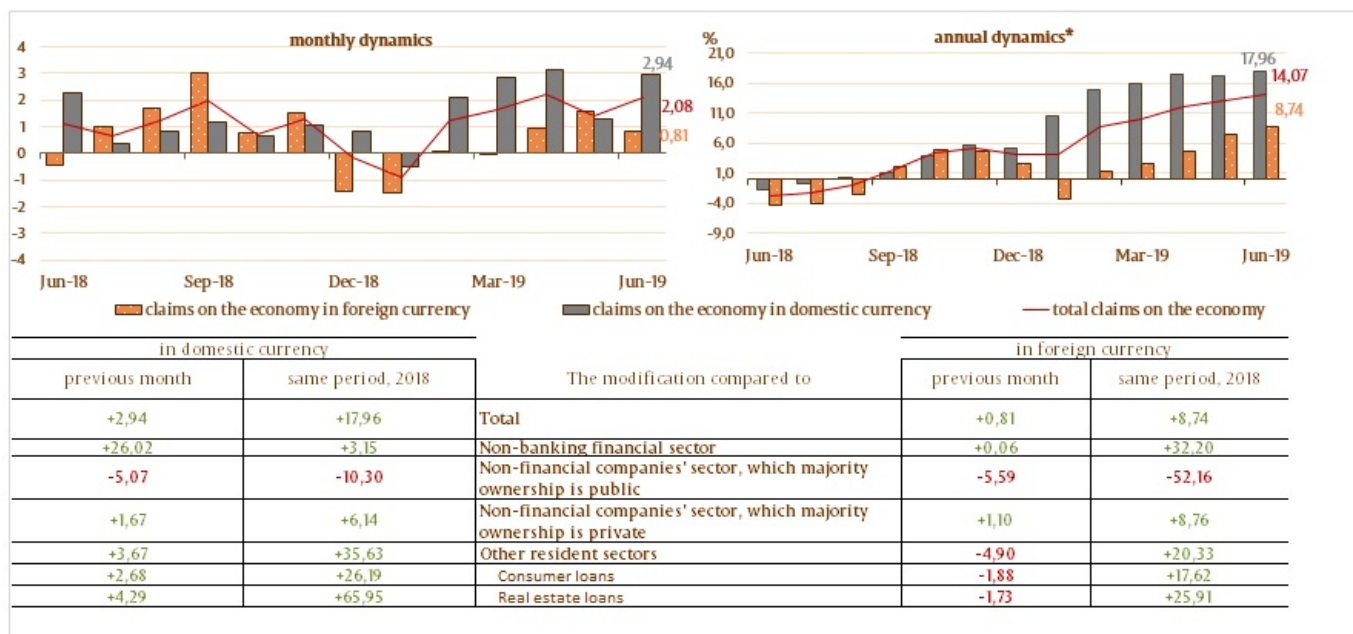 monthly dynamics
4
3
2
1
0
-1
-2
-3
-4
2,94
2,08
0,81
Jun-18 Sep-18 Dec-18 Mar-19 Jun-19
% annual dynamics*
21,0
16,0
11,0
6,0
1,0
-4,0
-9,0
17,96
14,07
8,74
Jun-18 Sep-18 Dec-18 Mar-19 Jun-19
claims on the economy in foreign currency claims on the economy in domestic currency total claims on the economy
in domestic currency in foreign currency
previous month same period, 2018 The modification compared to previous month same period, 2018
+2,94 +17,96 Total +0,81 +8,74
+26,02 +3,15 Non-banking financial sector +0,06 +32,20
-5,07 -10,30 Non-financial companies' sector, which majority
ownership is public -5,59 -52,16
+1,67 +6,14 Non-financial companies' sector, which majority
ownership is private +1,10 +8,76
+3,67 +35,63 Other resident sectors -4,90 +20,33
+2,68 +26,19 Consumer loans -1,88 +17,62
+4,29 +65,95 Real estate loans -1,73 +25,91